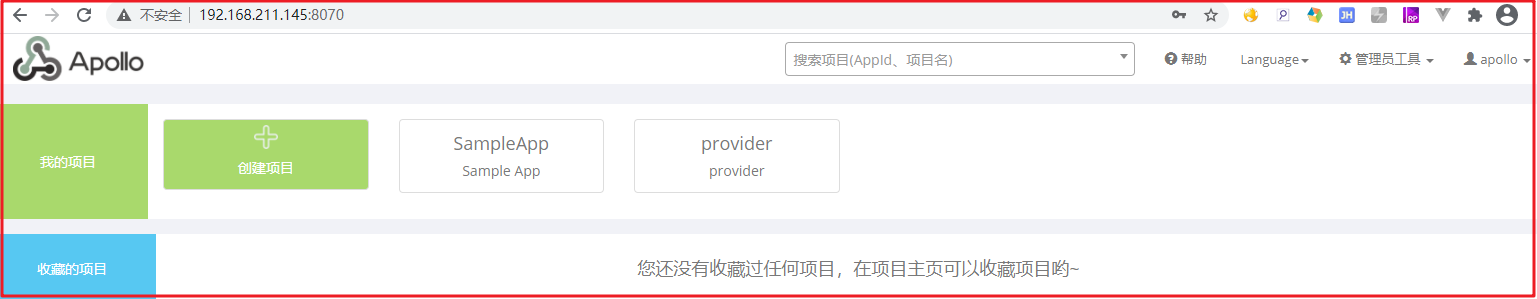 不安全 192.168.211.145:8070
JH
RP
Apollo 搜索项目(AppId、项目名) 帮助 Language 管理员工具 apollo
我的项目
创建项目
SampleApp
Sample App
provider
provider
收藏的项目
您还没有收藏过任何项目，在项目主页可以收藏项目哟~